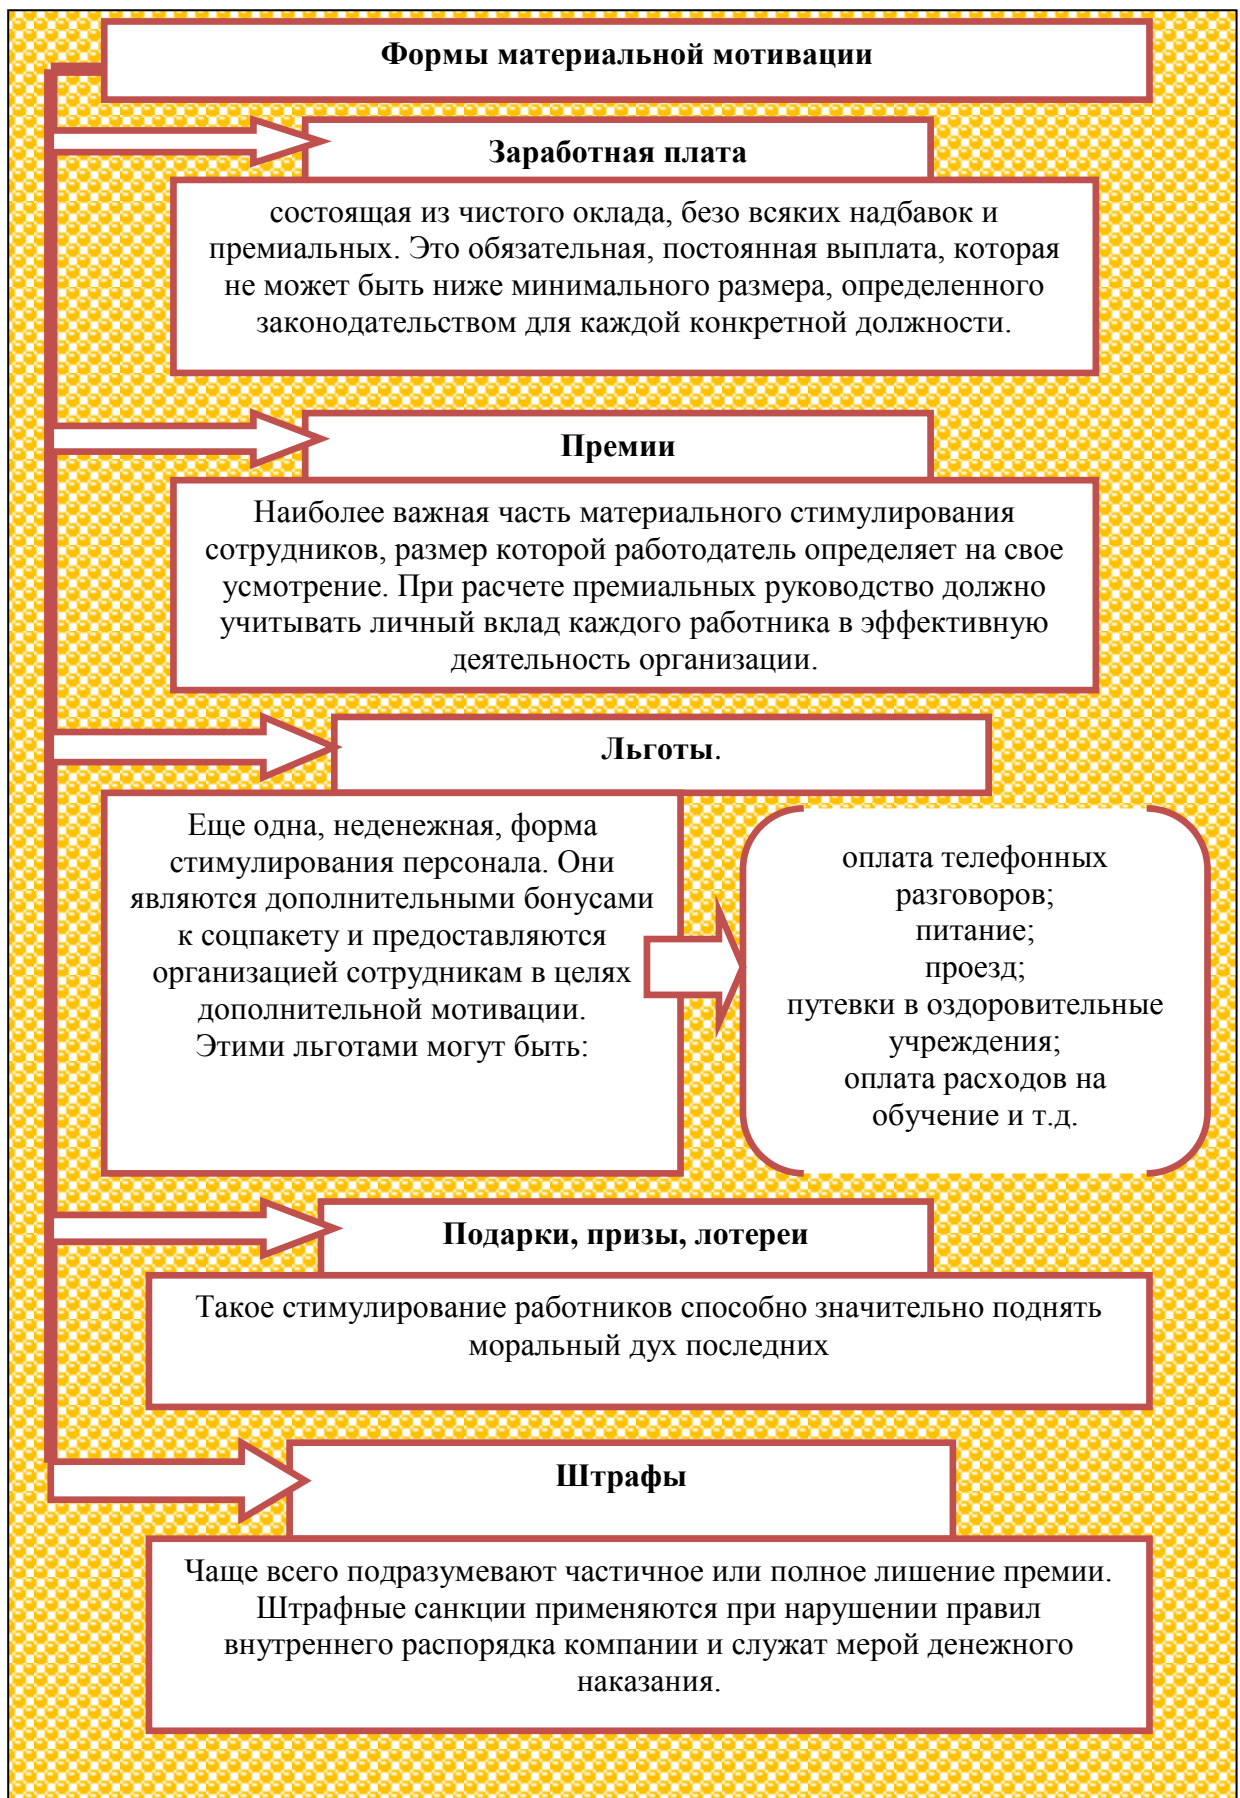 Формы материальной мотивации
Заработная плата
состоящая из чистого оклада, безо всяких надбавок и
премиальных. Это обязательная, постоянная выплата, которая
не может быть ниже минимального размера, определенного
законодательством для каждой конкретной должности.
Премии
Наиболее важная часть материального стимулирования
сотрудников, размер которой работодатель определяет на свое
усмотрение. При расчете премиальных руководство должно
учитывать личный вклад каждого работника в эффективную
деятельность организации.
Льготы.
Еще одна, неденежная, форма
стимулирования персонала. Они
являются дополнительными бонусами
к соцпакету и предоставляются
организацией сотрудникам в целях
дополнительной мотивации.
Этими льготами могут быть:
оплата телефонных
разговоров;
питание;
проезд;
путевки в оздоровительные
учреждения;
оплата расходов на
обучение и т.д.
Подарки, призы, лотереи
Такое стимулирование работников способно значительно поднять
моральный дух последних
Штрафы
Чаще всего подразумевают частичное или полное лишение премии.
Штрафные санкции применяются при нарушении правил
внутреннего распорядка компании и служат мерой денежного
наказания.